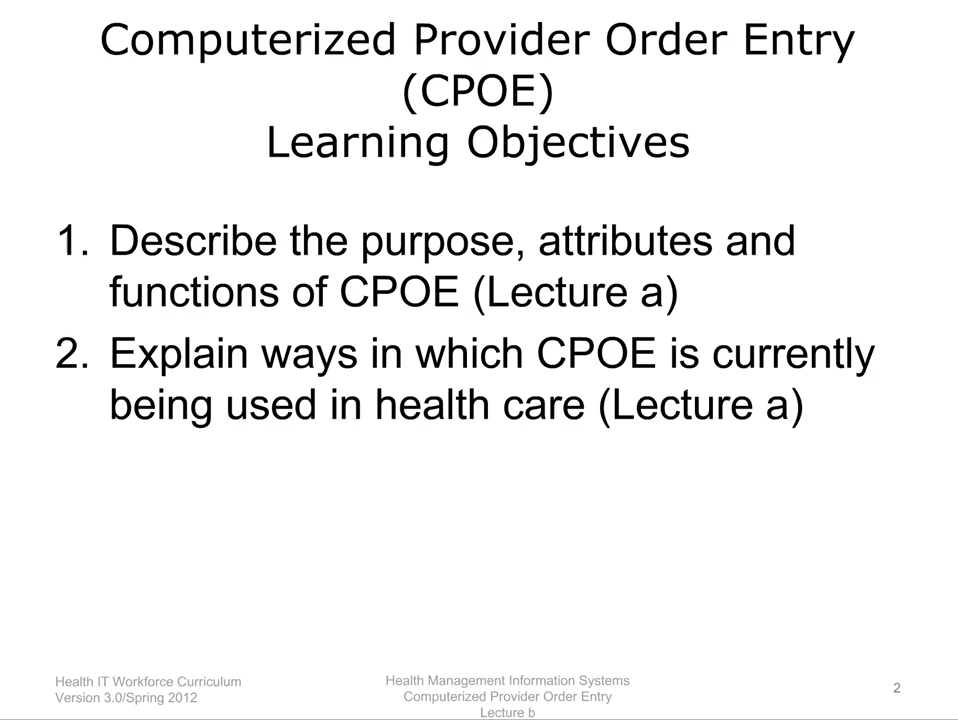 Computerized Provider Order Entry
(CPOE)
Learning Objectives
1. Describe the purpose, attributes and
functions of CPOE (Lecture a)
2. Explain ways in which CPOE is currently
being used in health care (Lecture a)
Health IT Workforce Curriculum
Version 3.0/Spring 2012
Health Management Information Systems
Computerized Provider Order Entry
Lecture b
2